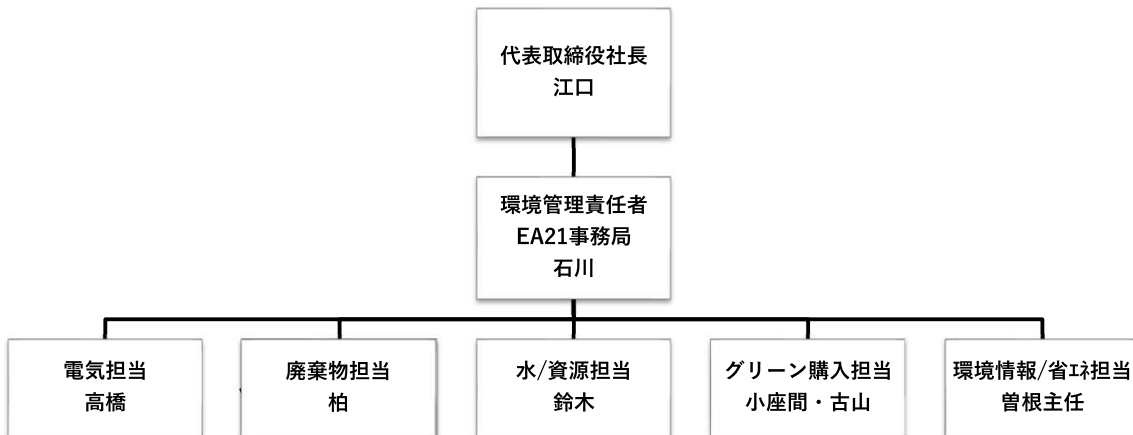 代表取締役社長
江口
環境管理責任者
EA21事務局
石川
電気担当
高橋
廃棄物担当
柏
水/資源担当
鈴木
グリーン購入担当
小座間・古山
環境情報/省ｴﾈ担当
曽根主任